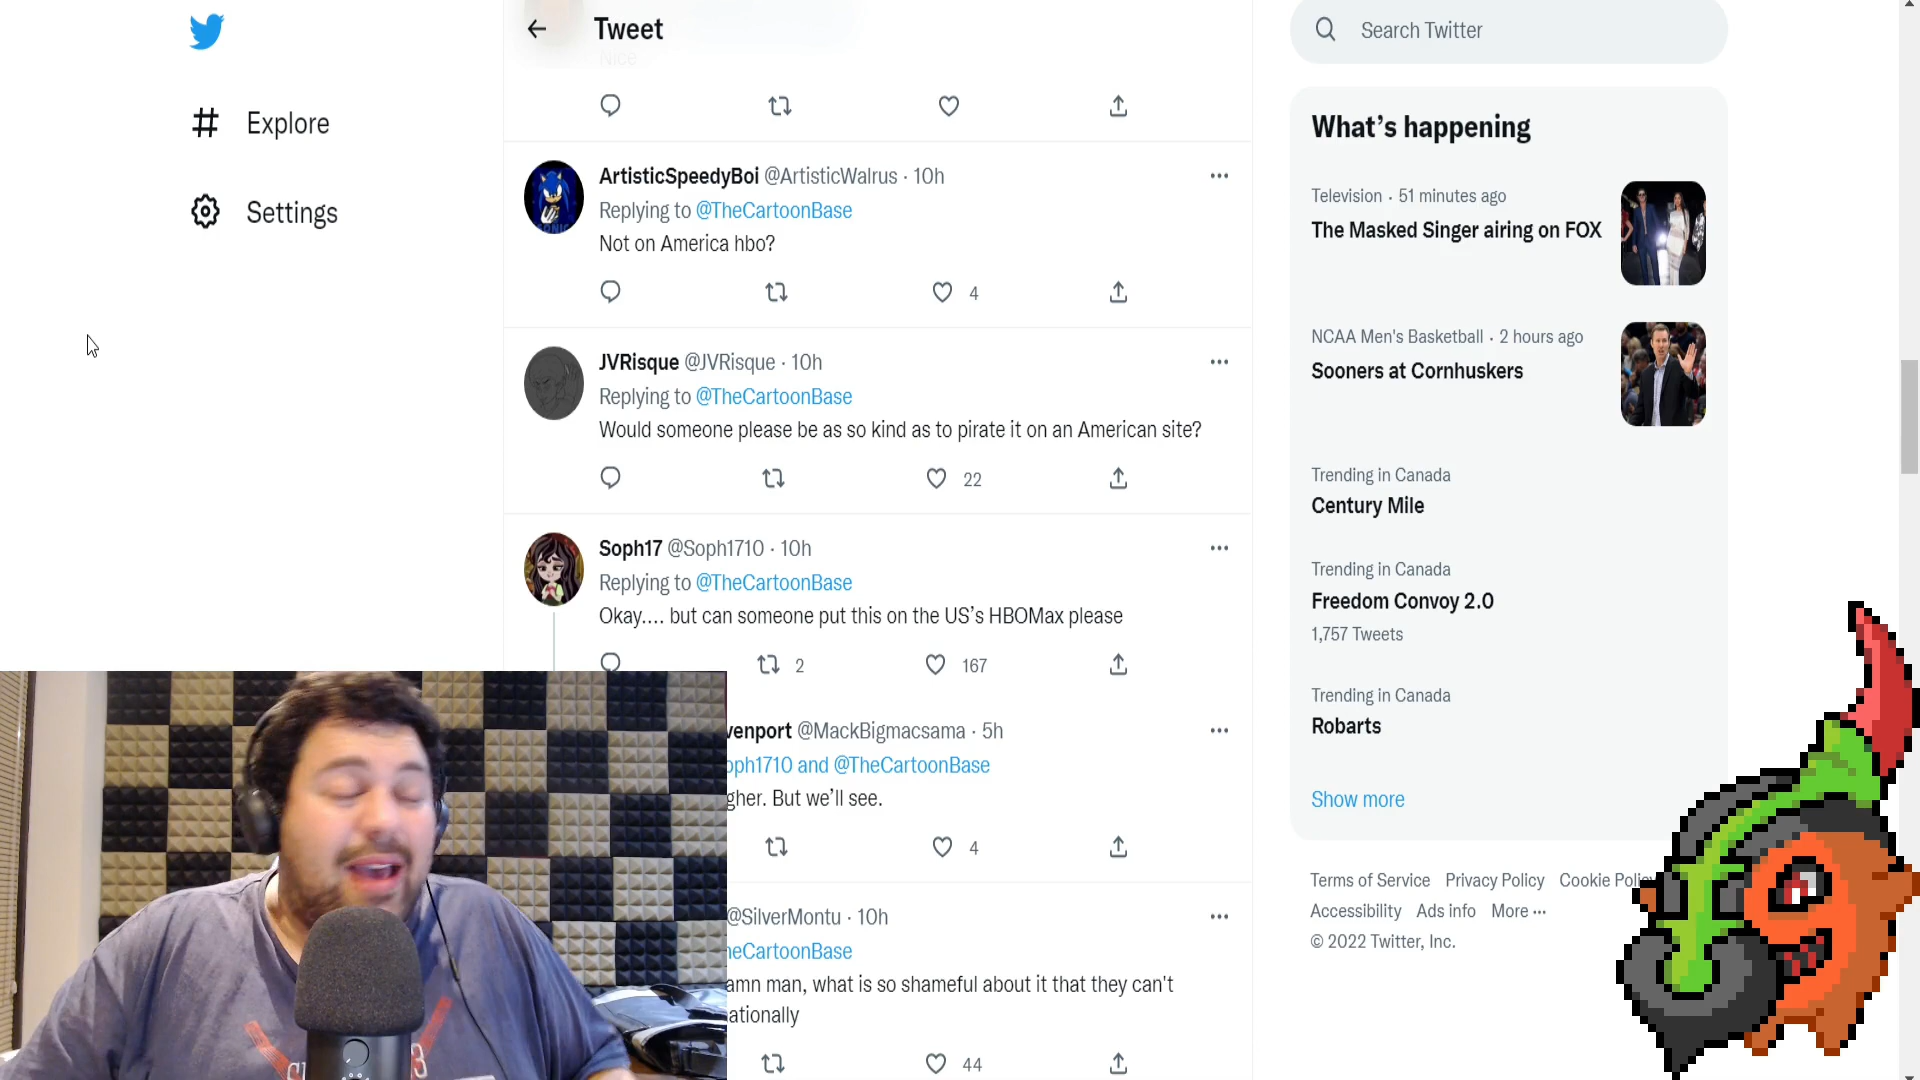 Tweet
Nice
Explore
Settings
ArtisticSpeedyBoi @ArtisticWalrus · 10h
Replying to @TheCartoonBase
Not on America hbo?
4
JVRisque @JVRisque · 10h
Replying to @TheCartoonBase
Would someone please be as so kind as to pirate it on an American site?
22
Soph17 @Soph1710 · 10h
Replying to @TheCartoonBase
Okay.... but can someone put this on the US's HBOMax please
2 167
@MackBigmacsama · 5h
and @TheCartoonBase
But we'll see.
4
@SilverMontu · 10h
man, what is so shameful about it that they can't
44
Search Twitter
What's happening
Television · 51 minutes ago
The Masked Singer airing on FOX
NCAA Men's Basketball · 2 hours ago
Sooners at Cornhuskers
Trending in Canada
Century Mile
Trending in Canada
Freedom Convoy 2.0
1,757 Tweets
Trending in Canada
Robarts
Show more
Terms of Service Privacy Policy Cookie Policy
Accessibility Ads info More ···
© 2022 Twitter, Inc.